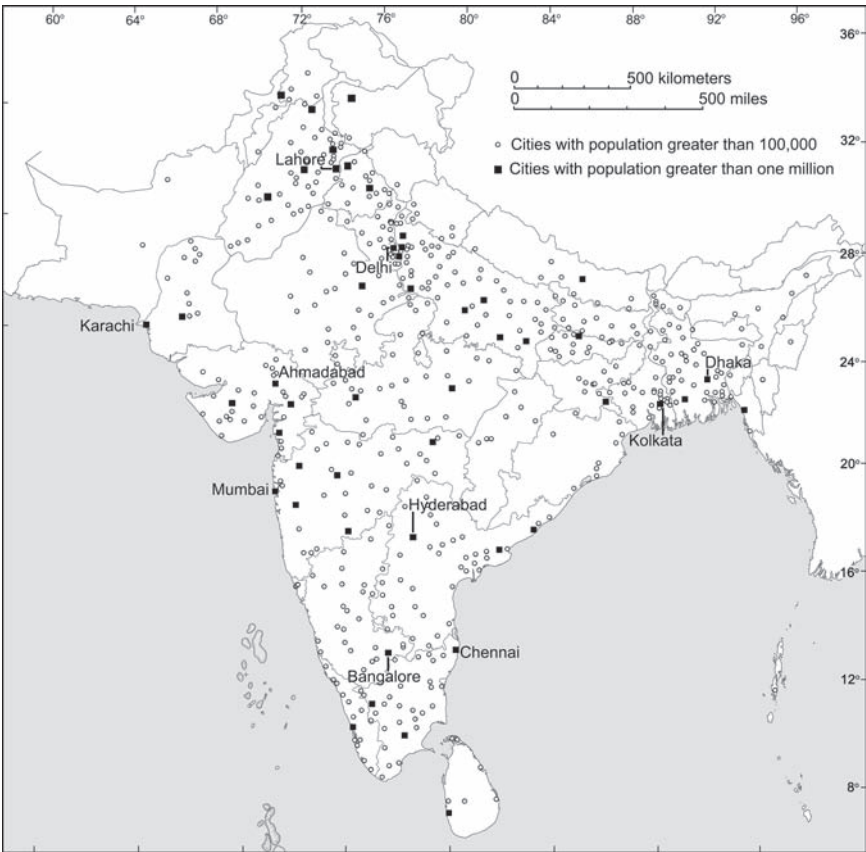 60° 64° 68° 72° 76° 80° 84° 88° 92° 96° 36°
0 500 kilometers
0 500 miles
Cities with population greater than 100,000
Cities with population greater than one million
32°
Lahore
28°
Delhi
Karachi
24°
Ahmadabad
Dhaka
Kolkata
20°
Mumbai
Hyderabad
16°
Chennai
Bangalore
12°
8°